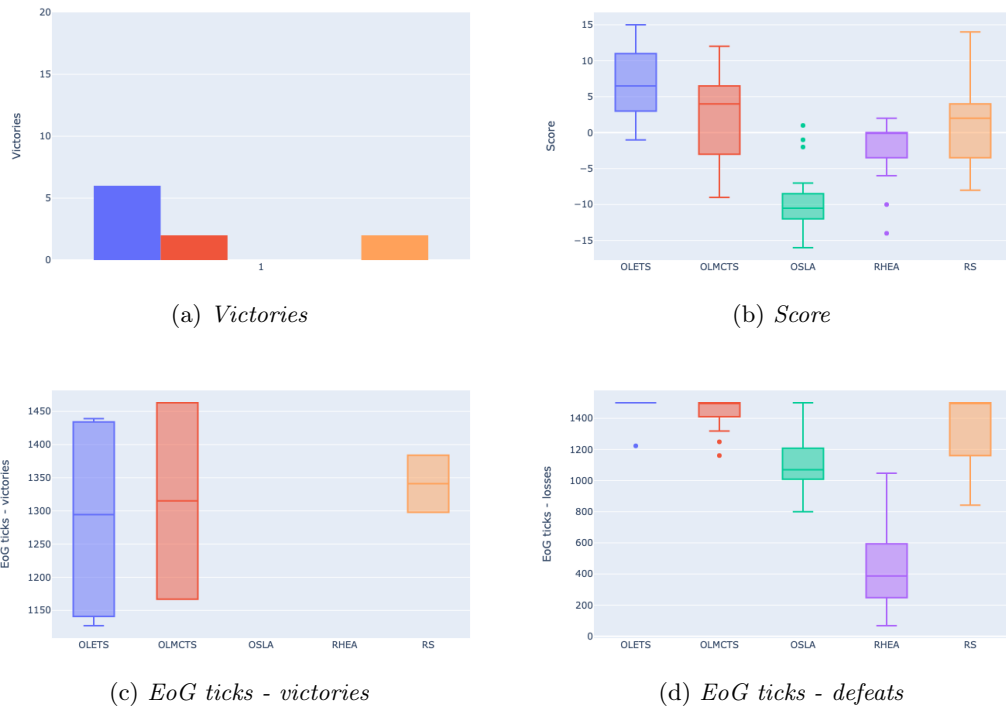 20
15
10
5
0
Victories
1
(a) Victories
15
10
5
0
−5
−10
−15
Score
OLETS OLMCTS OSLA RHEA RS
(b) Score
1450
1400
1350
1300
1250
1200
1150
EoG ticks - victories
OLETS OLMCTS OSLA RHEA RS
(c) EoG ticks - victories
1400
1200
1000
800
600
400
200
0
EoG ticks - losses
OLETS OLMCTS OSLA RHEA RS
(d) EoG ticks - defeats